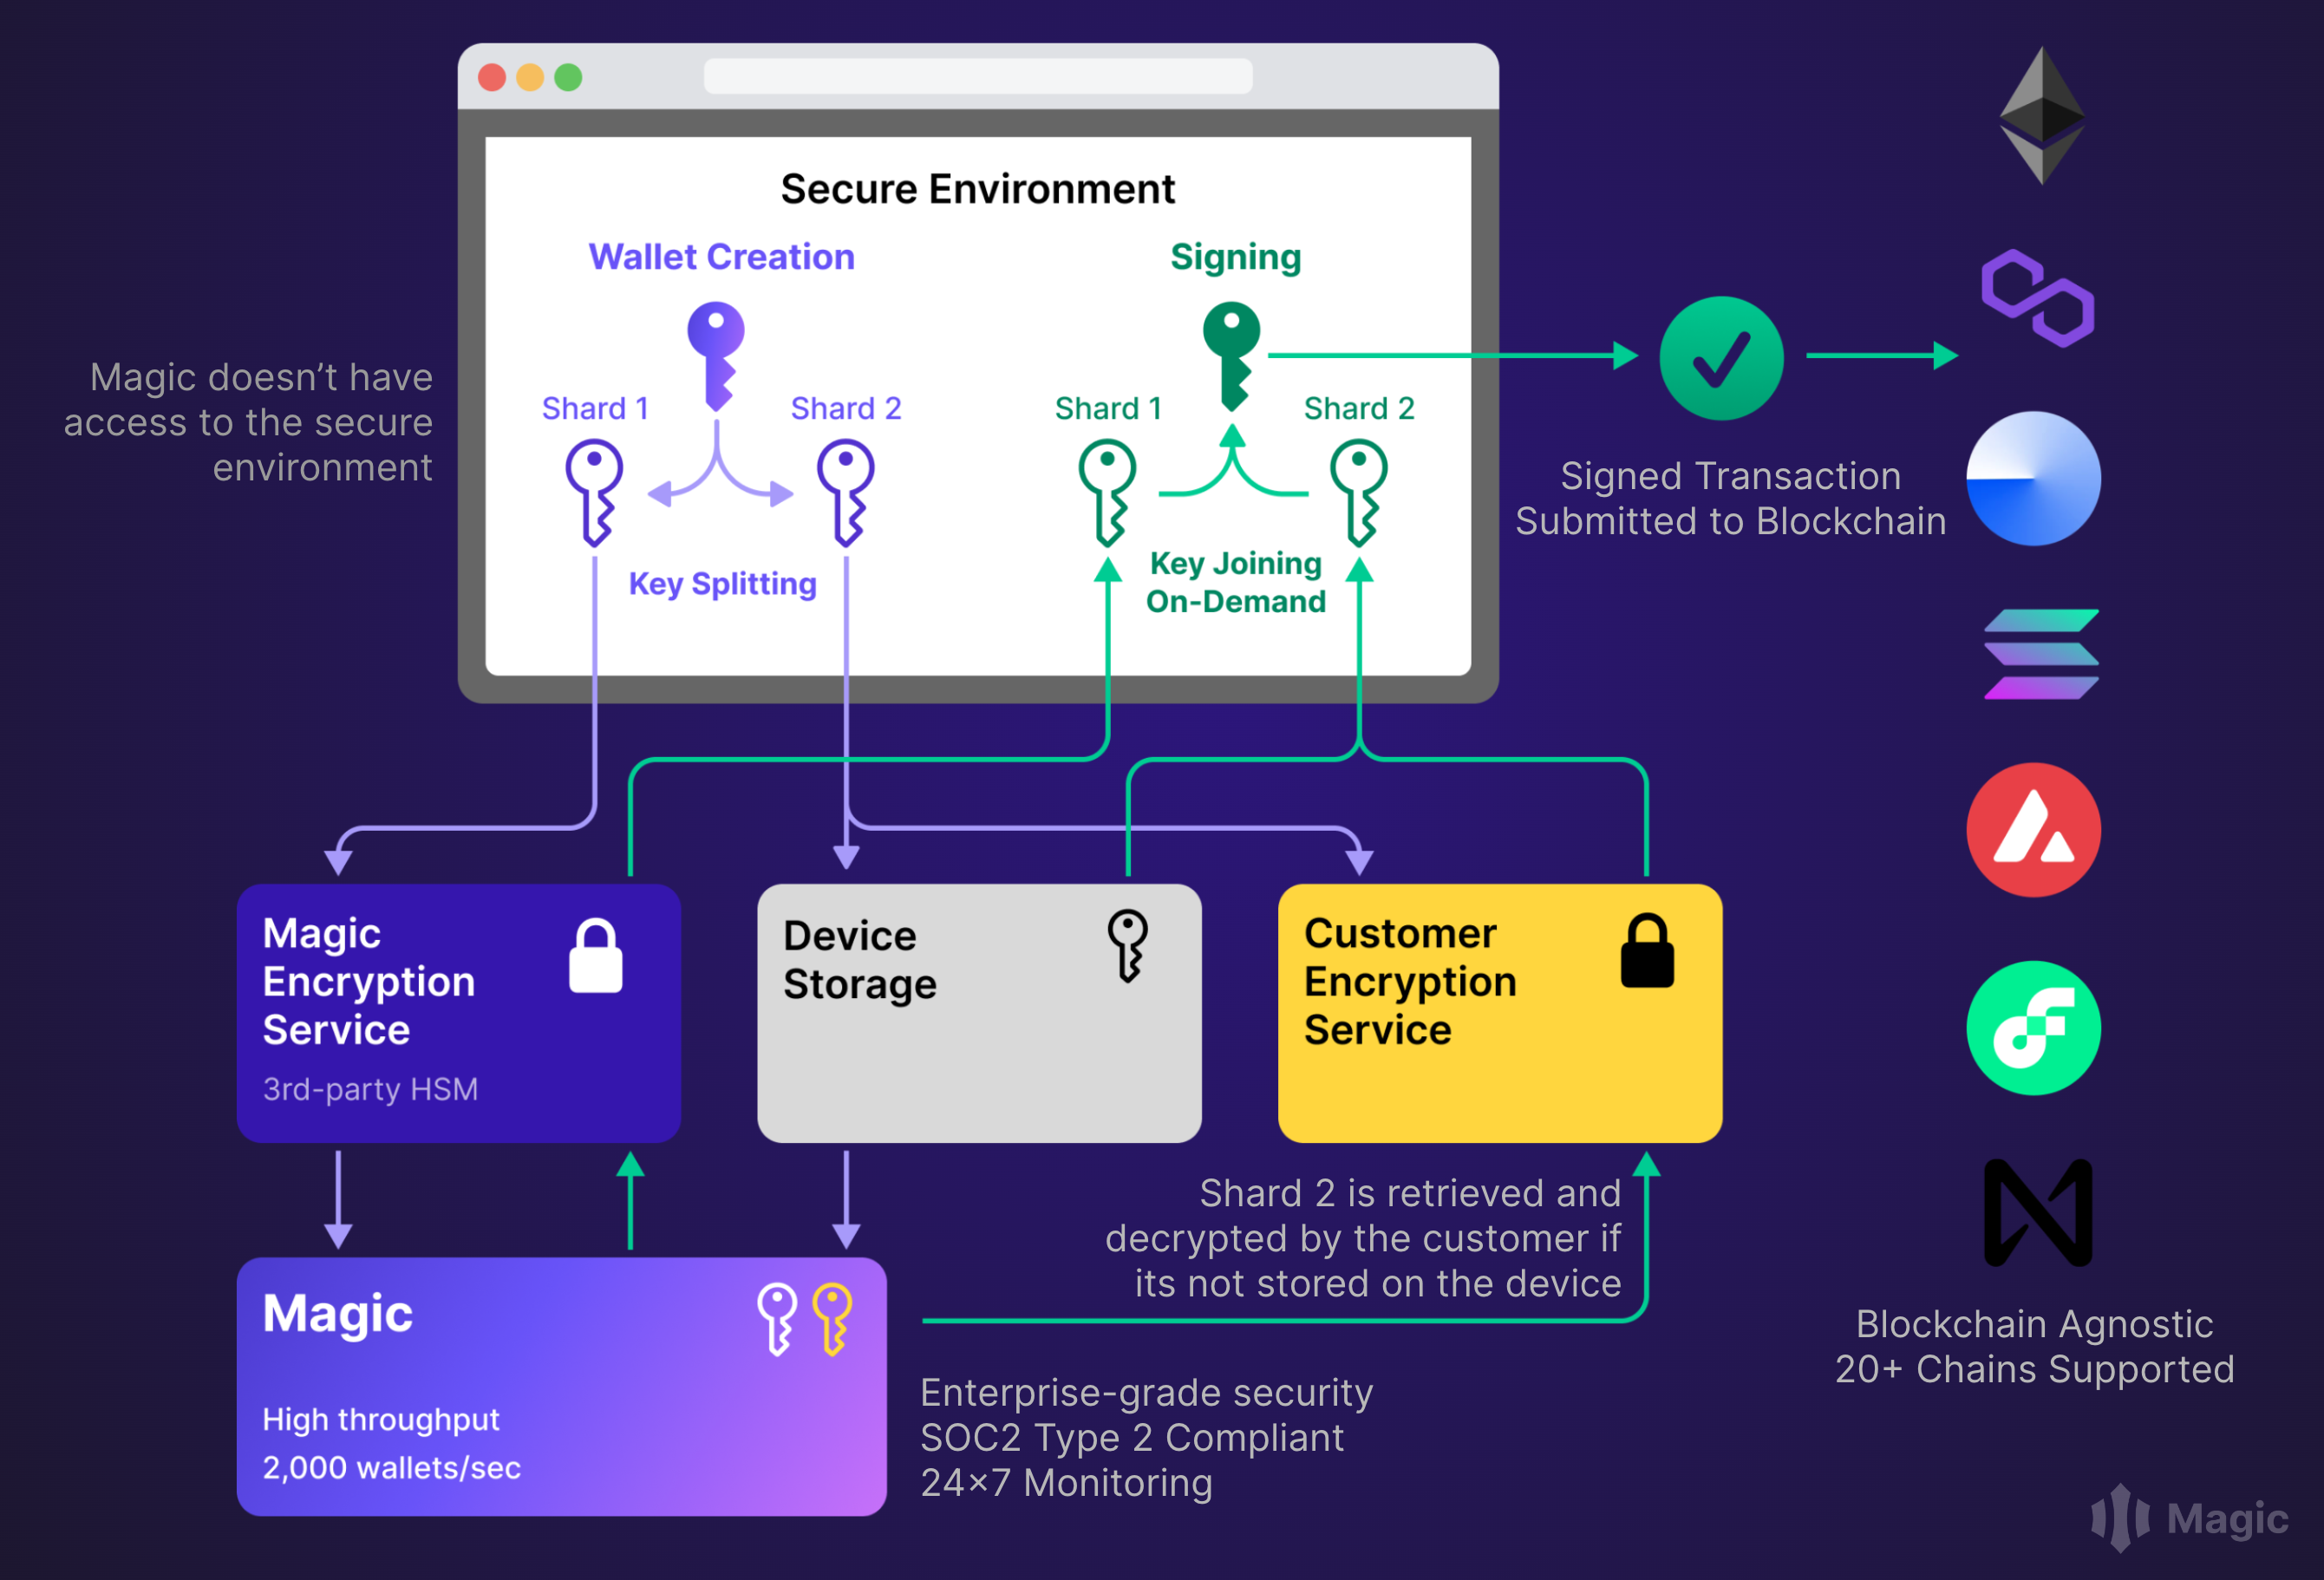 Secure Environment
Wallet Creation
Signing
Shard 1
Shard 2
Shard 1
Shard 2
Key Splitting
Key Joining
On-Demand
Magic doesn’t have
access to the secure
environment
Signed Transaction
Submitted to Blockchain
Magic
Encryption
Service
3rd-party HSM
Device
Storage
Customer
Encryption
Service
Shard 2 is retrieved and
decrypted by the customer if
its not stored on the device
Magic
High throughput
2,000 wallets/sec
Enterprise-grade security
SOC2 Type 2 Compliant
24×7 Monitoring
Blockchain Agnostic
20+ Chains Supported
Magic